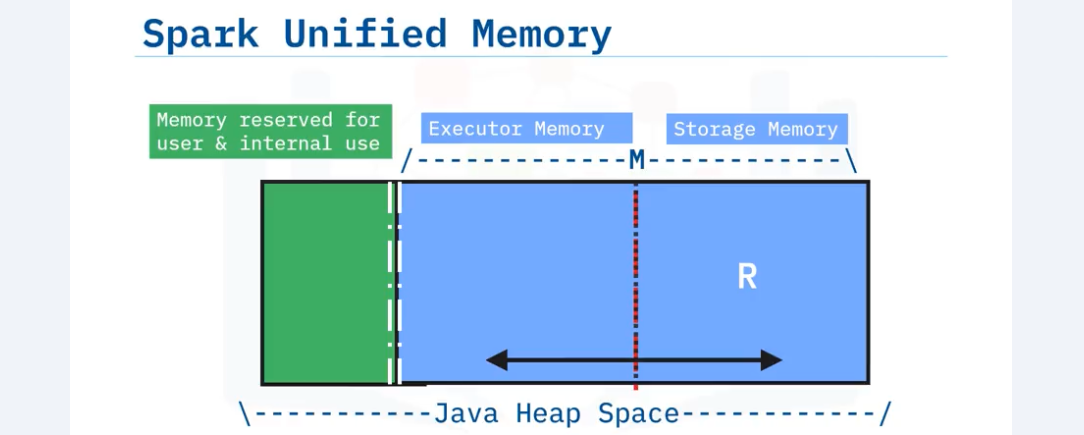 Spark Unified Memory
Memory reserved for
user & internal use
Executor Memory
Storage Memory
M
R
Java Heap Space